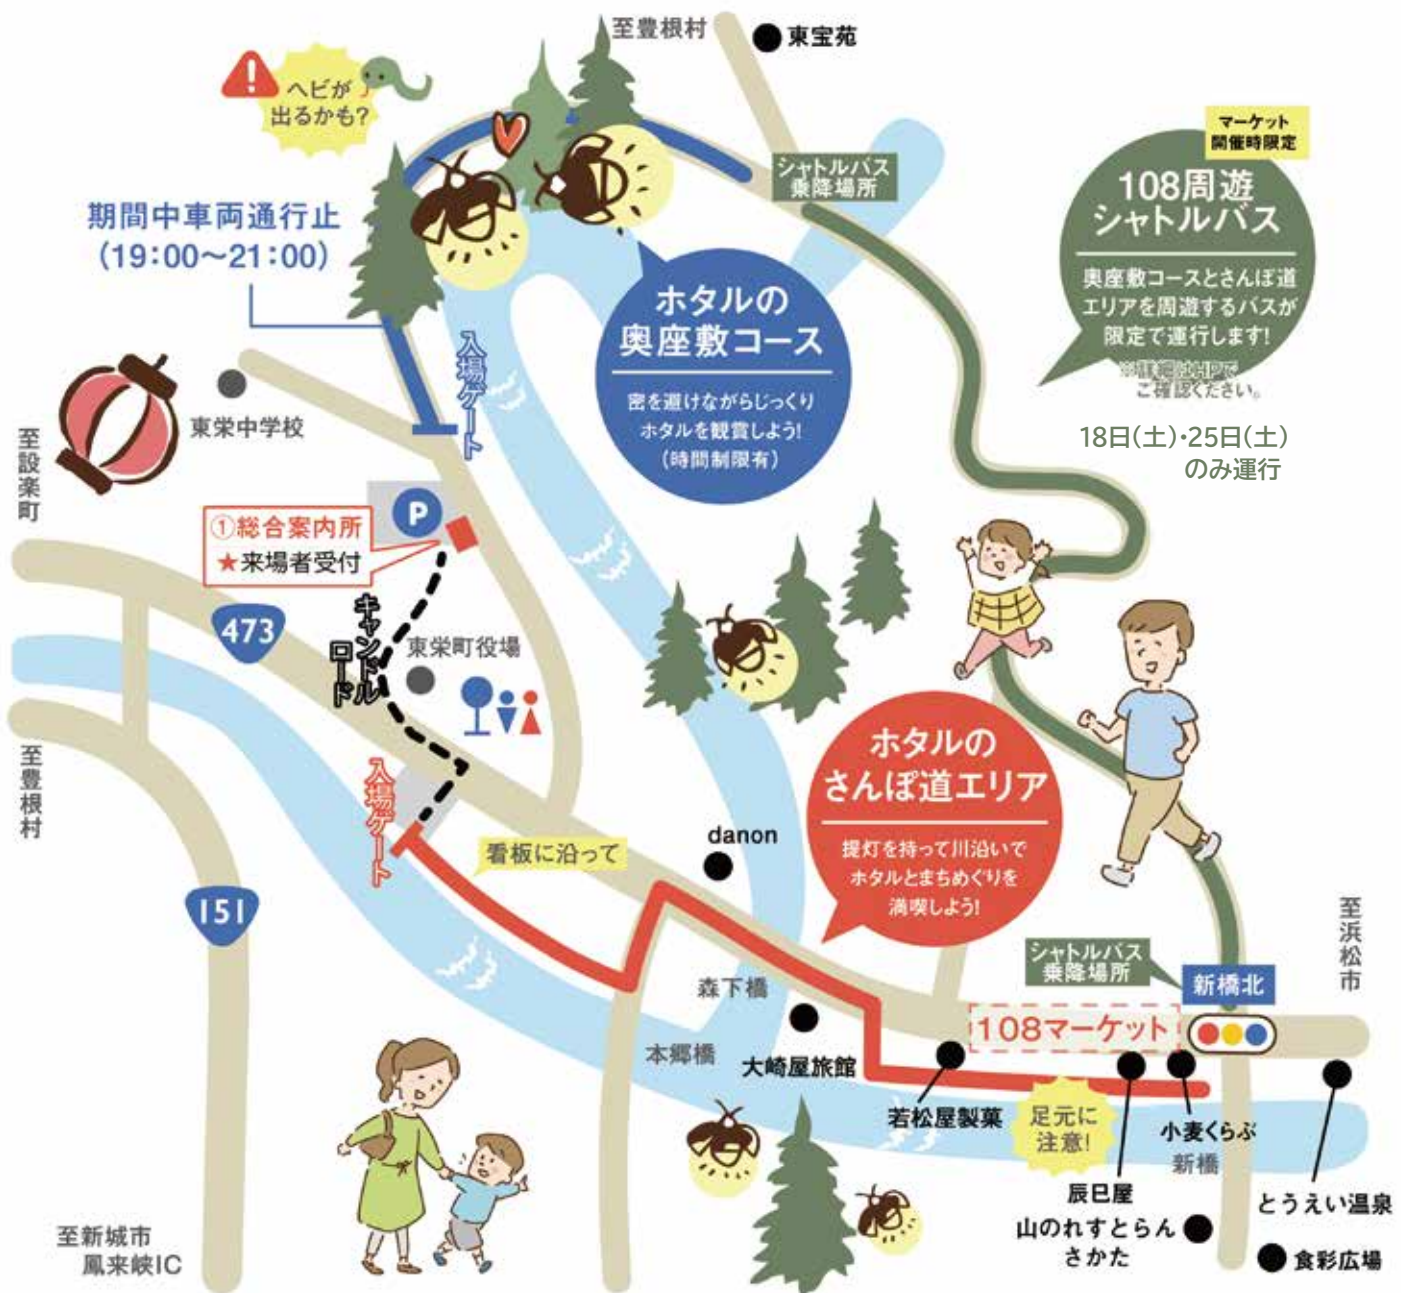 至豊根村
東宝苑
ヘビが
出るかも?
マーケット
開催時限定
108周遊
シャトルバス
奥座敷コースとさんぽ道
エリアを周遊するバスが
限定で運行します!
※詳細はHPで
ご確認ください。
18日(土)・25日(土)
のみ運行
シャトルバス
乗降場所
期間中車両通行止
(19:00〜21:00)
入場ゲート
ホタルの
奥座敷コース
密を避けながらじっくり
ホタルを観賞しよう!
(時間制限有)
東栄中学校
至設楽町
P
①総合案内所
★来場者受付
キャンドル
ロード
473
東栄町役場
至豊根村
入場ゲート
看板に沿って
danon
ホタルの
さんぽ道エリア
提灯を持って川沿いで
ホタルとまちめぐりを
満喫しよう!
151
至浜松市
シャトルバス
乗降場所
新橋北
森下橋
108マーケット
本郷橋
大崎屋旅館
若松屋製菓
足元に
注意!
小麦くらぶ
新橋
辰巳屋
とうえい温泉
山のれすとらん
さかた
食彩広場
至新城市
鳳来峡IC